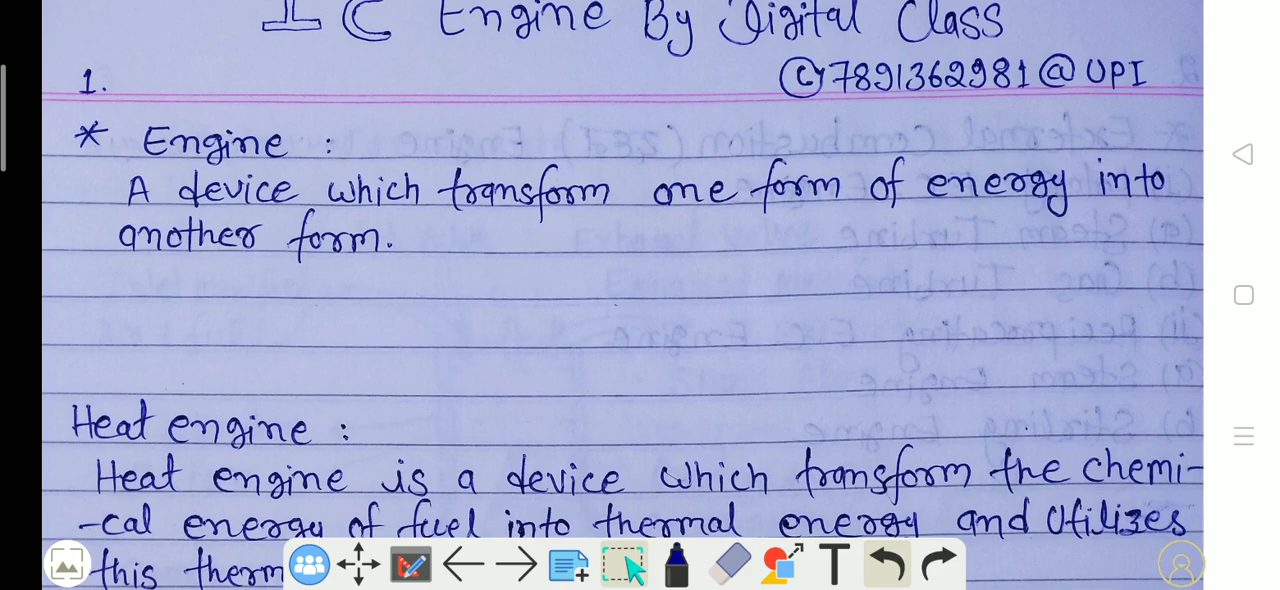 I C Engine By Digital Class
1.
© 7891362981@UPI
* Engine :
A device which transform one form of energy into
another form.
Heat engine :
Heat engine is a device which transform the chemi-
-cal energy of fuel into thermal energy and Utilizes
this therm
T